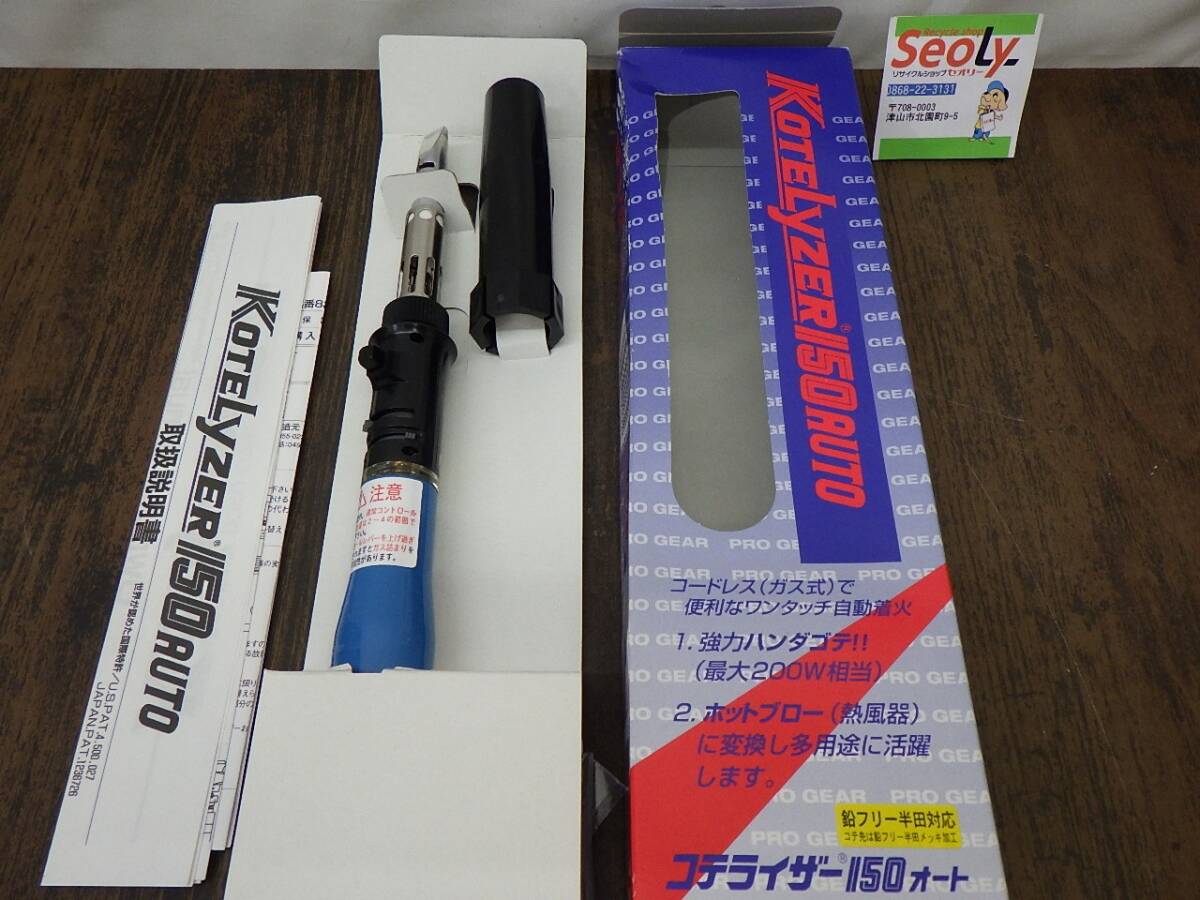 Recycle shop
Seoly
リサイクルショップセオリー
0868-22-3131
〒708-0003
津山市北園町9-5
KOTELYZER®150AUTO
PRO GEAR
コードレス(ガス式)で
便利なワンタッチ自動着火
1. 強力ハンダゴテ!!
(最大200W相当)
2. ホットブロー(熱風器)
に変換し多用途に活躍
します。
鉛フリー半田対応
コテ先は鉛フリー半田メッキ加工
コテライザー®150オート
注意
KOTELYZER®150AUTO
取扱説明書
世界が認めた国際特許/U.S.PAT.4,500,027
JAPAN.PAT.1236726